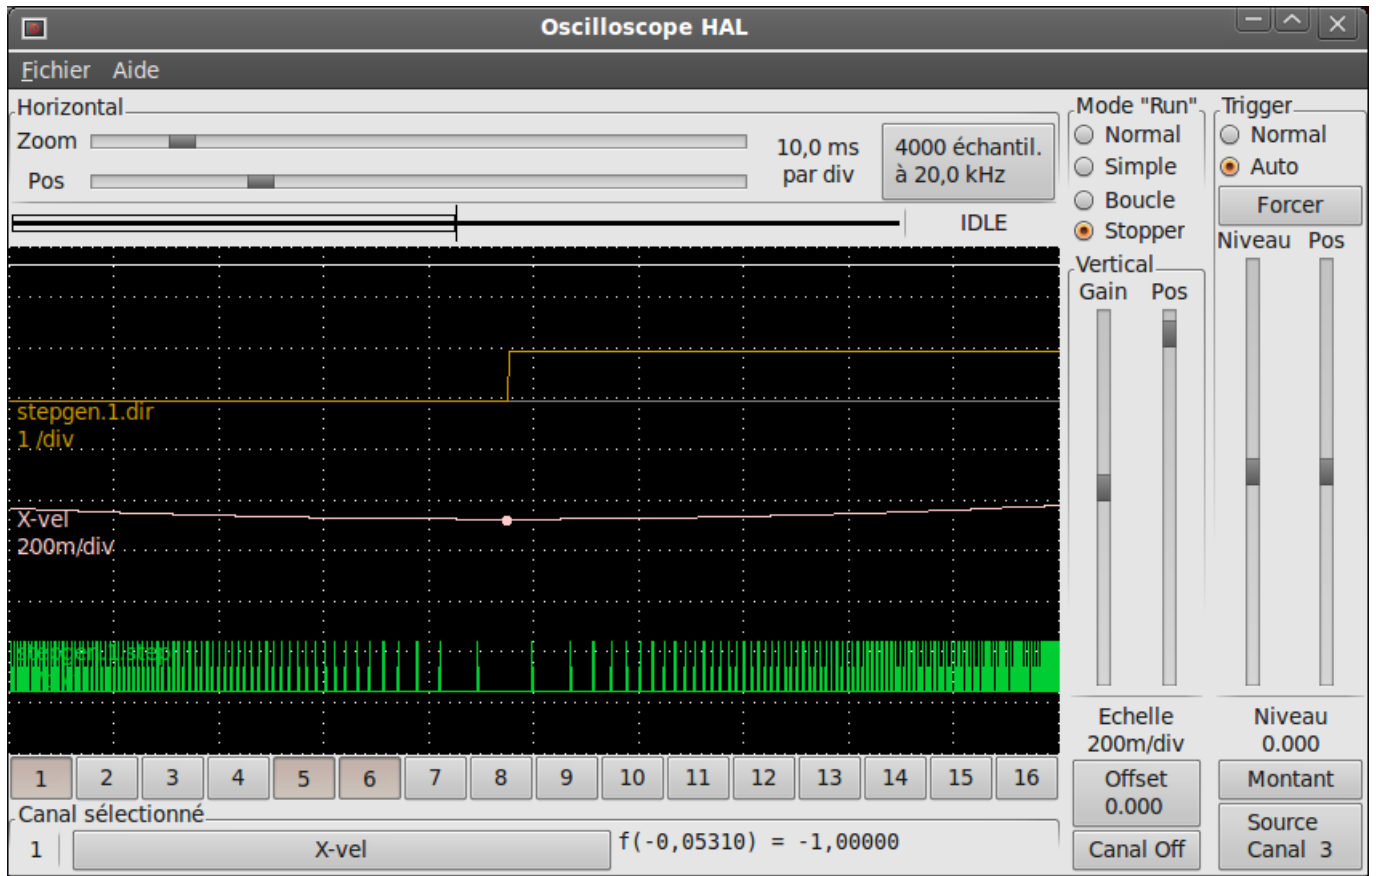 Oscilloscope HAL
Fichier Aide
Horizontal
Zoom
Pos
10,0 ms
par div
4000 échantil.
à 20,0 kHz
IDLE
Mode "Run"
Normal
Simple
Boucle
Stopper
Trigger
Normal
Auto
Forcer
Niveau Pos
Vertical
Gain Pos
stepgen.1.dir
1 /div
X-vel
200m/div
stepgen.1.step
Echelle
200m/div
Offset
0.000
Canal Off
Niveau
0.000
Montant
Source
Canal 3
1 2 3 4 5 6 7 8 9 10 11 12 13 14 15 16
Canal sélectionné
1 X-vel f(-0,05310) = -1,00000